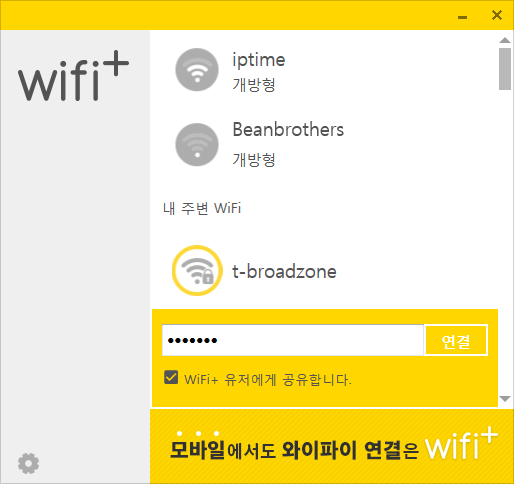 wifi+
iptime
개방형
Beanbrothers
개방형
내 주변 WiFi
t-broadzone
•••••••
연결
WiFi+ 유저에게 공유합니다.
모바일에서도 와이파이 연결은 wifi+